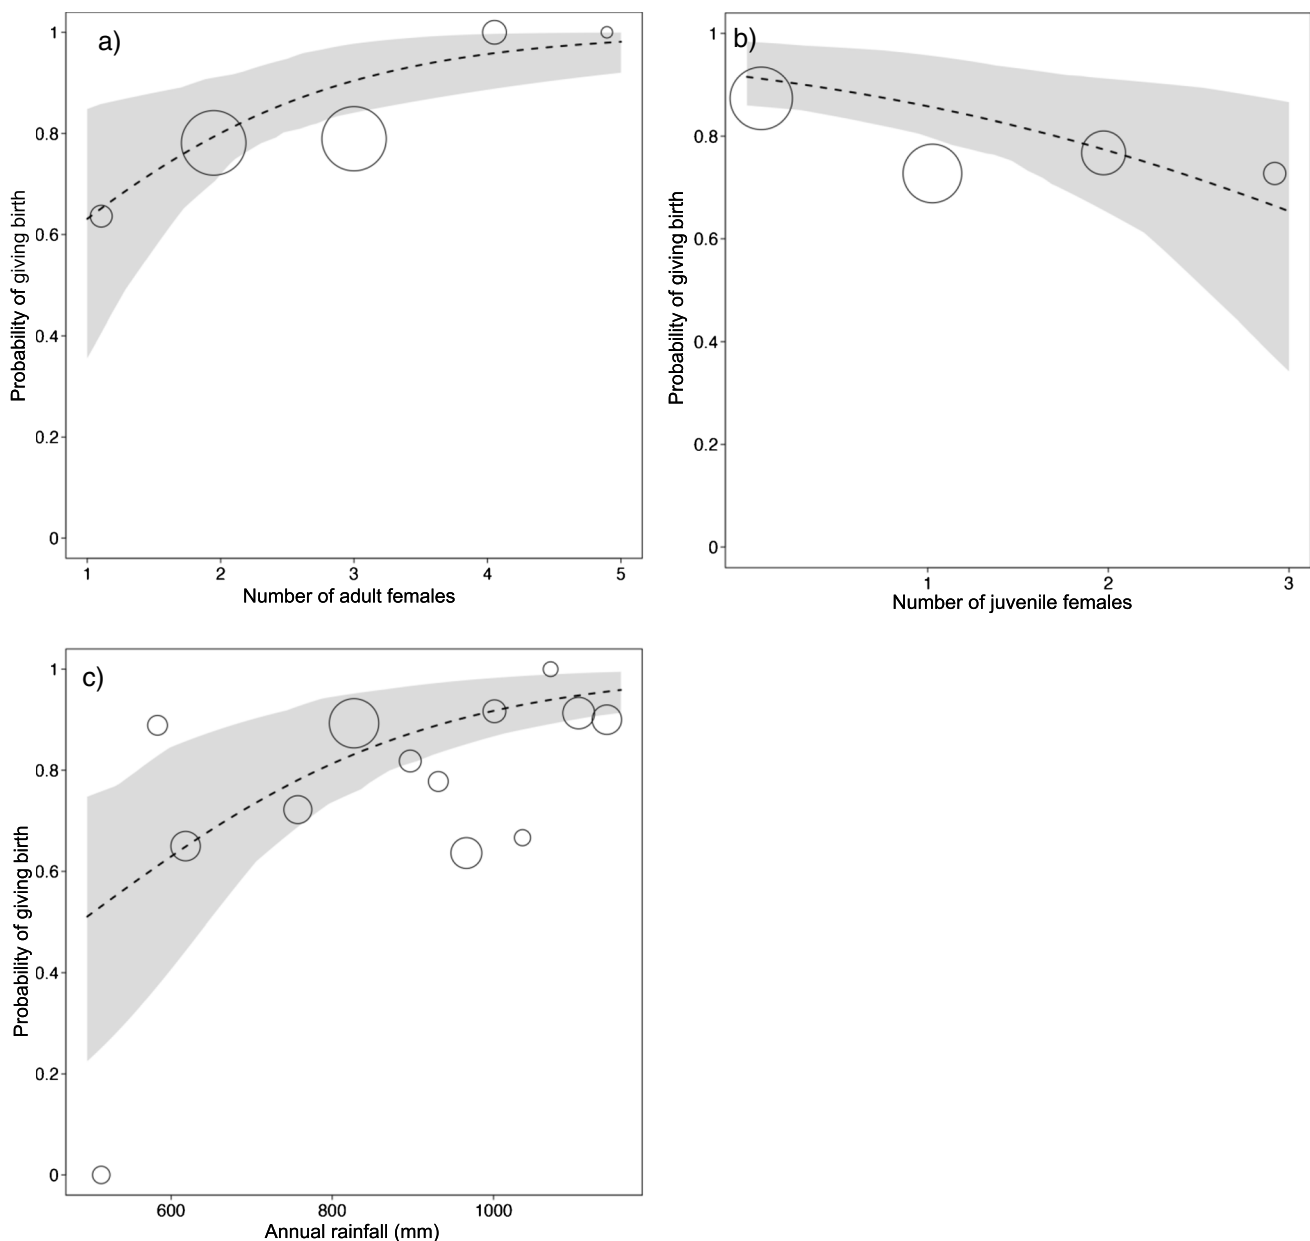 a)
1
0.8
0.6
0.4
0.2
0
Probability of giving birth
1 2 3 4 5
Number of adult females
b)
1
0.8
0.6
0.4
0.2
0
Probability of giving birth
1 2 3
Number of juvenile females
c)
1
0.8
0.6
0.4
0.2
0
Probability of giving birth
600 800 1000
Annual rainfall (mm)